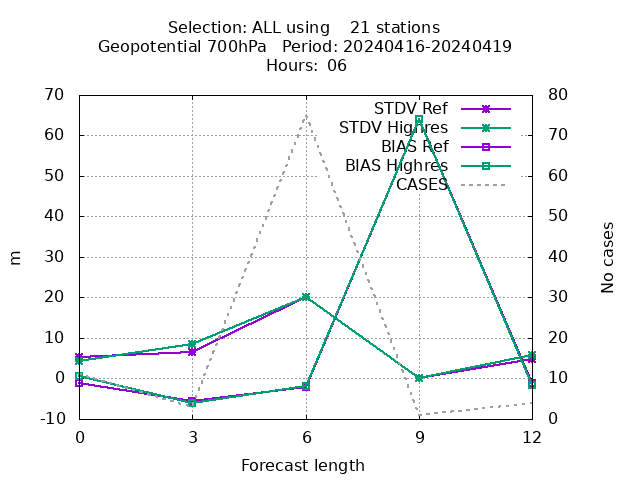 Selection: ALL using    21 stations
Geopotential 700hPa   Period: 20240416-20240419
Hours:  06
STDV Ref
STDV Highres
BIAS Ref
BIAS Highres
CASES
70
60
50
40
30
20
10
0
-10
m
80
70
60
50
40
30
20
10
0
No cases
0 3 6 9 12
Forecast length